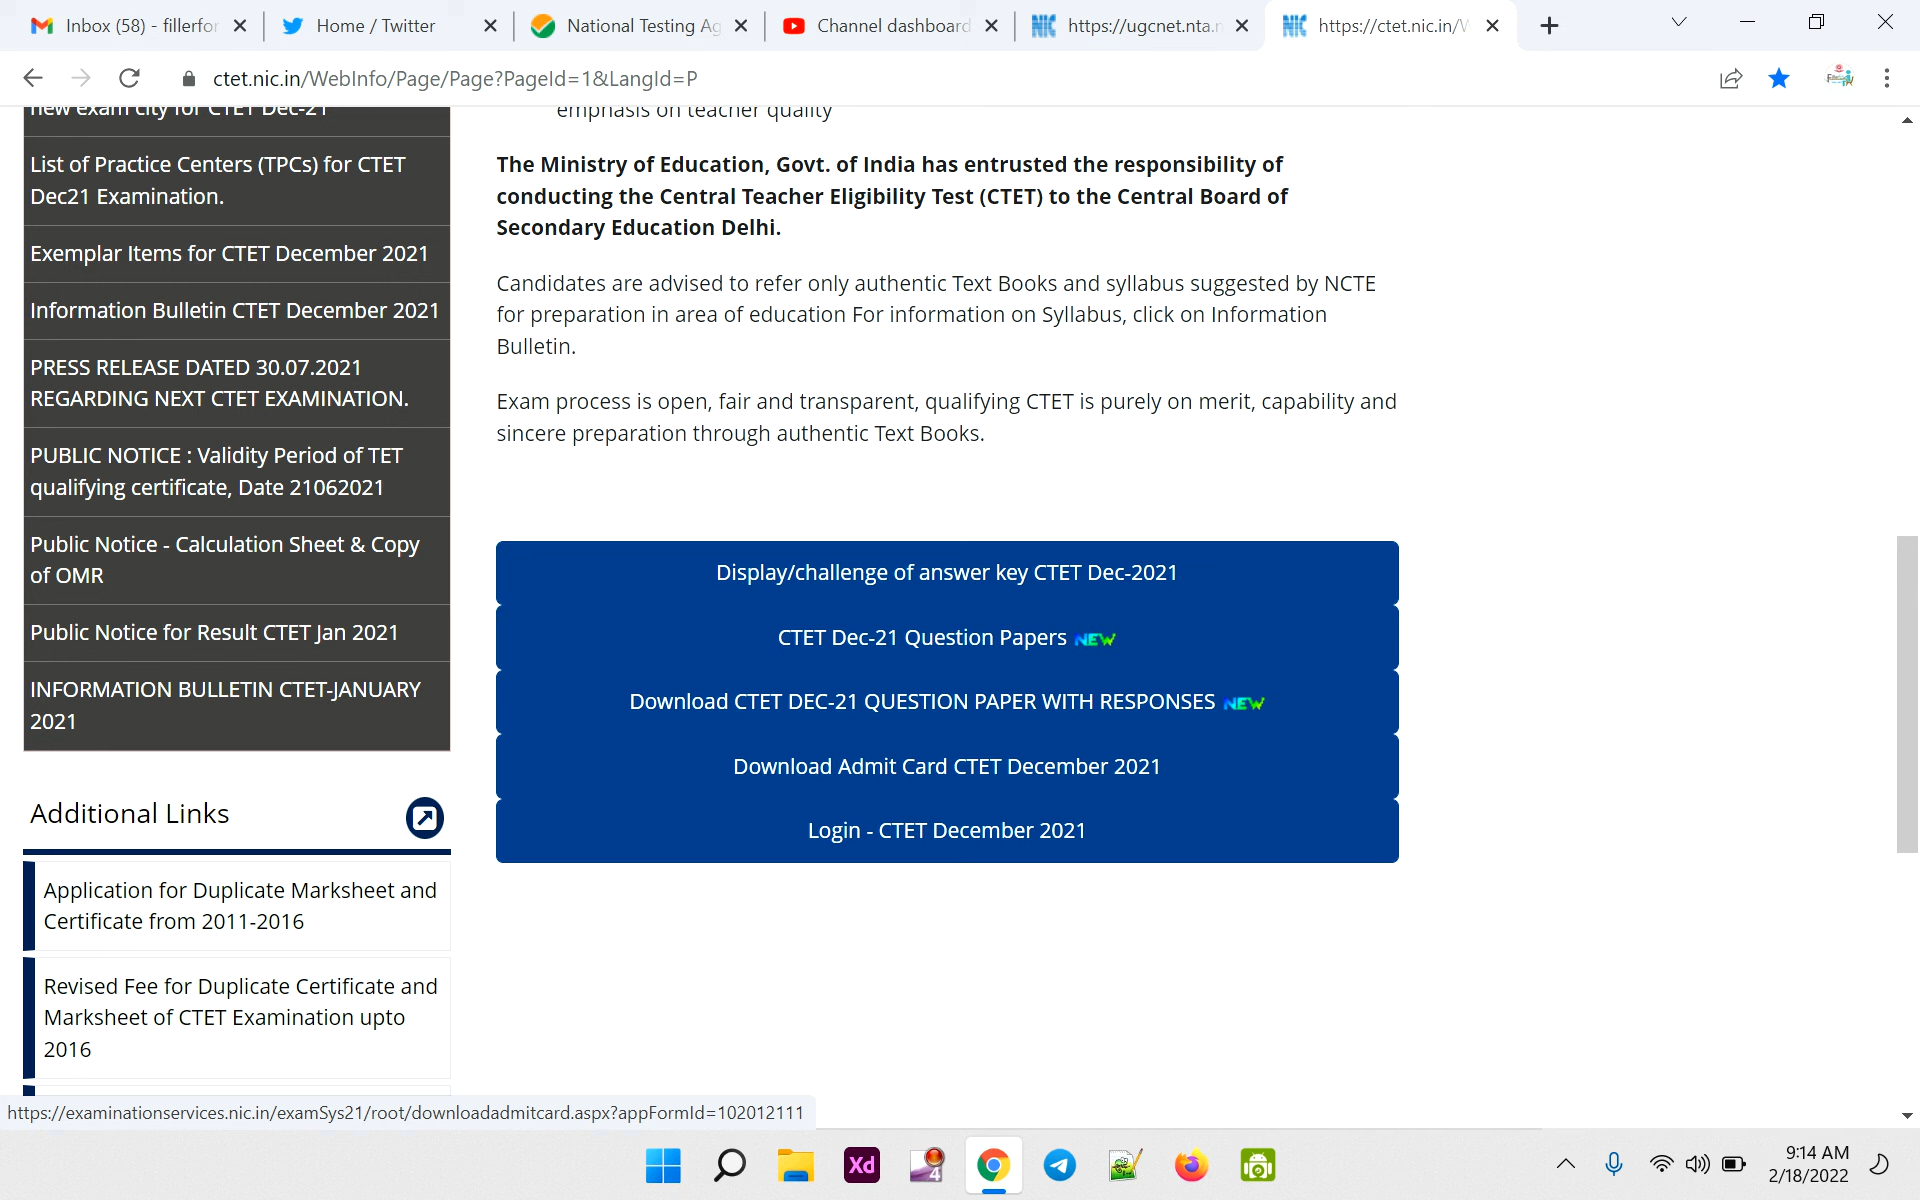 Inbox (58) - fillerfor
Home / Twitter
National Testing Ag
Channel dashboard
https://ugcnet.nta.n
https://ctet.nic.in/W
ctet.nic.in/WebInfo/Page/Page?PageId=1&LangId=P
new exam city for CTET Dec-21
List of Practice Centers (TPCs) for CTET
Dec21 Examination.
Exemplar Items for CTET December 2021
Information Bulletin CTET December 2021
PRESS RELEASE DATED 30.07.2021
REGARDING NEXT CTET EXAMINATION.
PUBLIC NOTICE : Validity Period of TET
qualifying certificate, Date 21062021
Public Notice - Calculation Sheet & Copy
of OMR
Public Notice for Result CTET Jan 2021
INFORMATION BULLETIN CTET-JANUARY
2021
Additional Links
Application for Duplicate Marksheet and
Certificate from 2011-2016
Revised Fee for Duplicate Certificate and
Marksheet of CTET Examination upto
2016
emphasis on teacher quality
The Ministry of Education, Govt. of India has entrusted the responsibility of
conducting the Central Teacher Eligibility Test (CTET) to the Central Board of
Secondary Education Delhi.
Candidates are advised to refer only authentic Text Books and syllabus suggested by NCTE
for preparation in area of education For information on Syllabus, click on Information
Bulletin.
Exam process is open, fair and transparent, qualifying CTET is purely on merit, capability and
sincere preparation through authentic Text Books.
Display/challenge of answer key CTET Dec-2021
CTET Dec-21 Question Papers NEW
Download CTET DEC-21 QUESTION PAPER WITH RESPONSES NEW
Download Admit Card CTET December 2021
Login - CTET December 2021
https://examinationservices.nic.in/examSys21/root/downloadadmitcard.aspx?appFormId=102012111
Xd
4
9:14 AM
2/18/2022